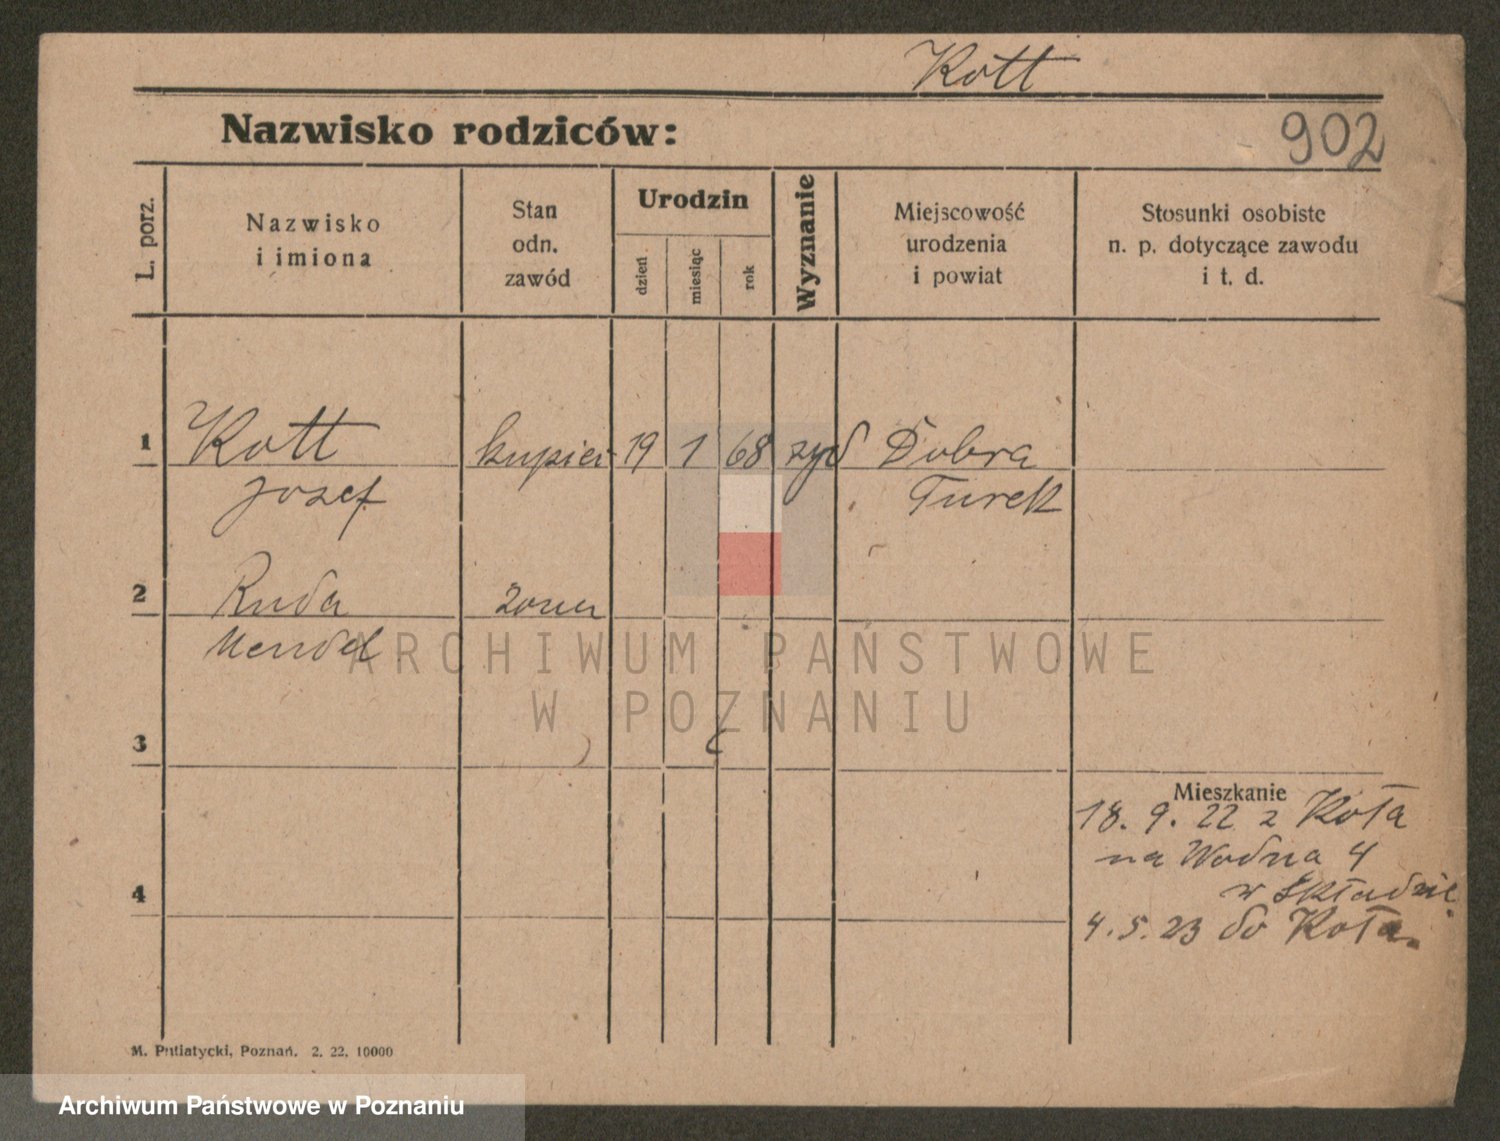 Kott
Nazwisko rodziców:
902
L. porz.
Nazwisko
i imiona
Stan
odn.
zawód
Urodzin
dzień
miesiąc
rok
Wyznanie
Miejscowość
urodzenia
i powiat
Stosunki osobiste
n. p. dotyczące zawodu
i t. d.
1 Kott kupiec 19 1 68 żyd Dobra
Jozef Turek
2 Ruda żona
Mendel
ARCHIWUM PAŃSTWOWE
W POZNANIU
3
Mieszkanie
18. 9. 22 z Koła
na Wodna 4
4
w Składzie.
4. 5. 23 do Koła.
M. Putiatycki, Poznań. 2. 22. 10000
Archiwum Państwowe w Poznaniu